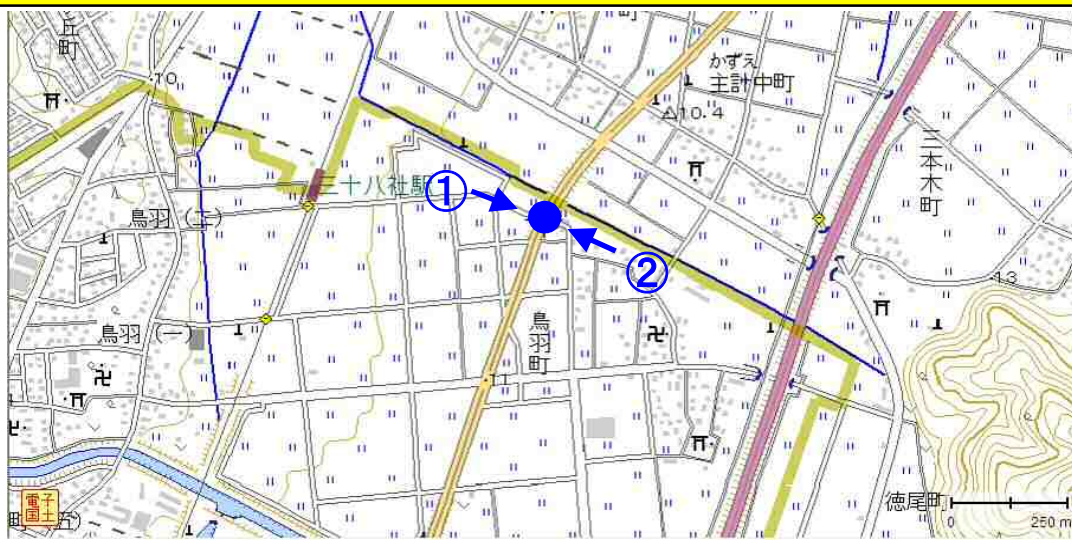 丘町
10
かずえ
主計中町
10.4
三本木町
三十八社駅
①
②
鳥羽(二)
鳥羽(一)
鳥羽町
11
13
徳尾町
電子
国土
町(五)
0
250 m